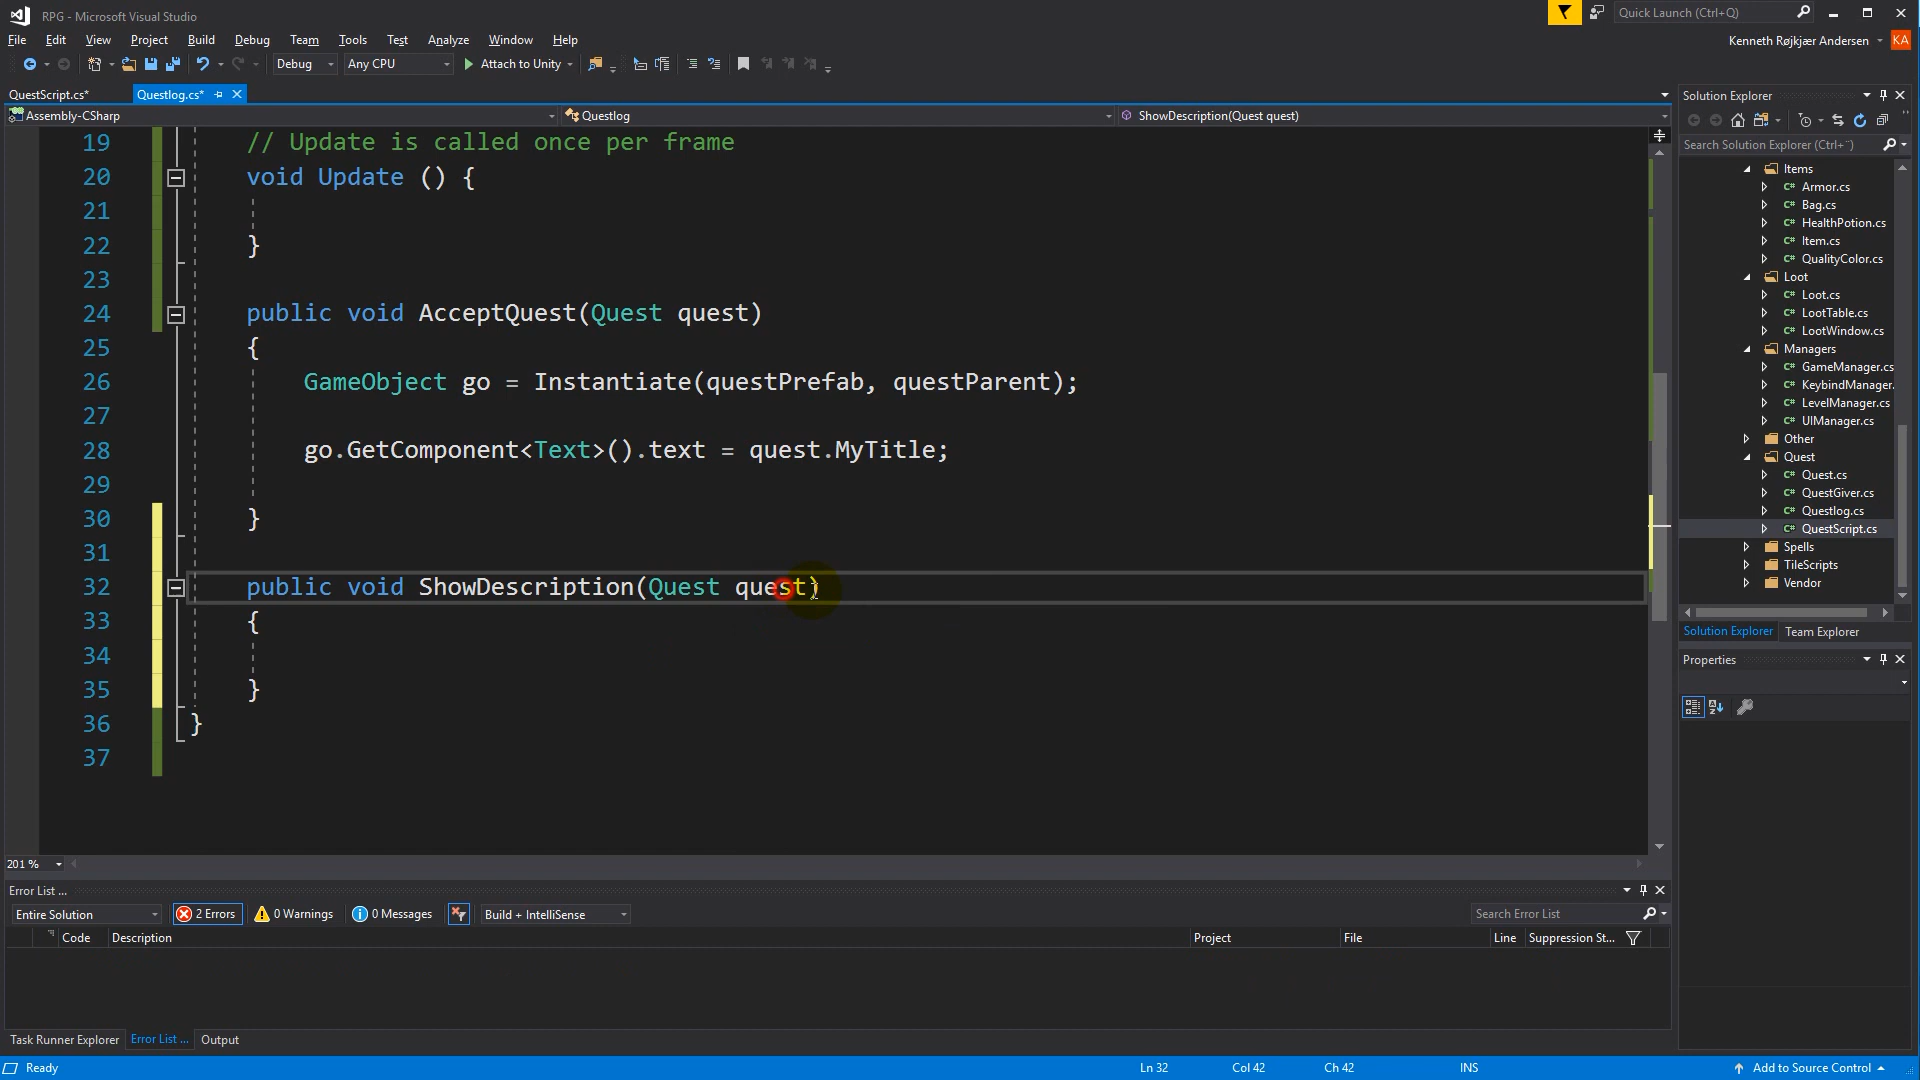 RPG - Microsoft Visual Studio
Quick Launch (Ctrl+Q)
File Edit View Project Build Debug Team Tools Test Analyze Window Help
Kenneth Røjkjær Andersen KA
Debug Any CPU Attach to Unity
QuestScript.cs* Questlog.cs*
Assembly-CSharp Questlog ShowDescription(Quest quest)
19 // Update is called once per frame
20 void Update () {
21
22 }
23
24 public void AcceptQuest(Quest quest)
25 {
26 GameObject go = Instantiate(questPrefab, questParent);
27
28 go.GetComponent<Text>().text = quest.MyTitle;
29
30 }
31
32 public void ShowDescription(Quest quest)
33 {
34
35 }
36 }
37
201 %
Solution Explorer
Search Solution Explorer (Ctrl+¨)
Items
C# Armor.cs
C# Bag.cs
C# HealthPotion.cs
C# Item.cs
C# QualityColor.cs
Loot
C# Loot.cs
C# LootTable.cs
C# LootWindow.cs
Managers
C# GameManager.cs
C# KeybindManager.
C# LevelManager.cs
C# UIManager.cs
Other
Quest
C# Quest.cs
C# QuestGiver.cs
C# Questlog.cs
C# QuestScript.cs
Spells
TileScripts
Vendor
Solution Explorer Team Explorer
Properties
Error List ...
Entire Solution 2 Errors 0 Warnings 0 Messages Build + IntelliSense Search Error List
Code Description Project File Line Suppression St...
Task Runner Explorer Error List ... Output
Ready Ln 32 Col 42 Ch 42 INS Add to Source Control